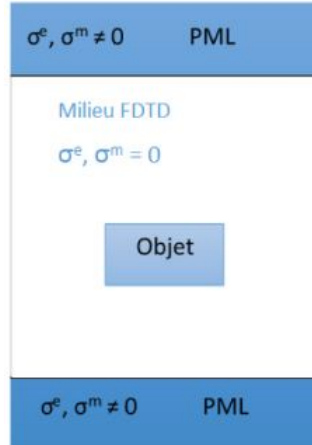 σᵉ, σᵐ ≠ 0 PML
Milieu FDTD
σᵉ, σᵐ = 0
Objet
σᵉ, σᵐ ≠ 0 PML